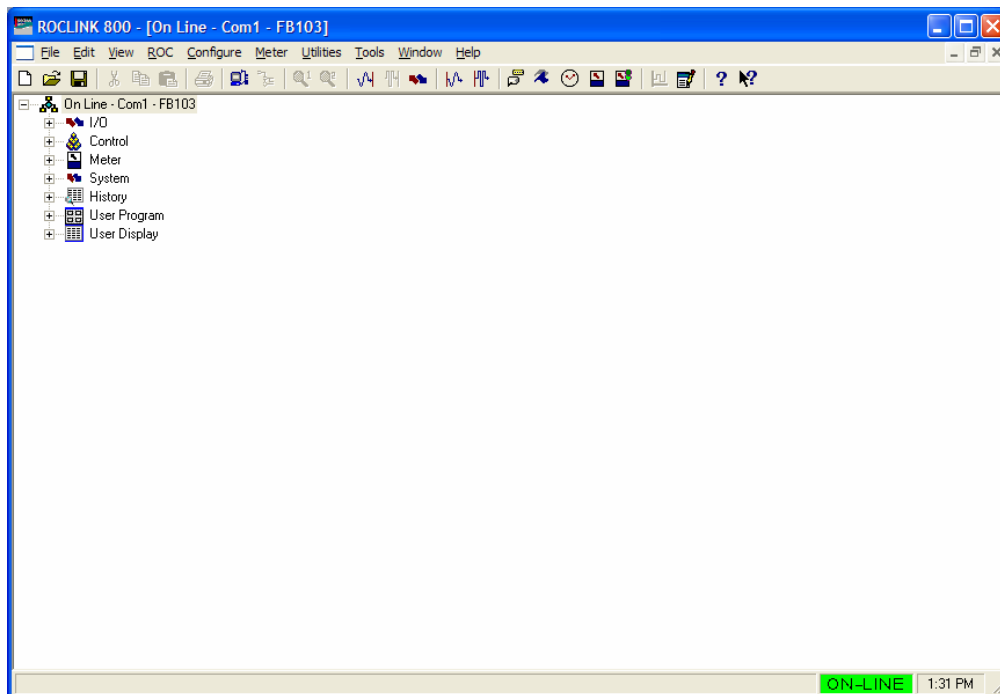 ROCLINK 800 - [On Line - Com1 - FB103]
File Edit View ROC Configure Meter Utilities Tools Window Help
On Line - Com1 - FB103
I/O
Control
Meter
System
History
User Program
User Display
ON-LINE 1:31 PM